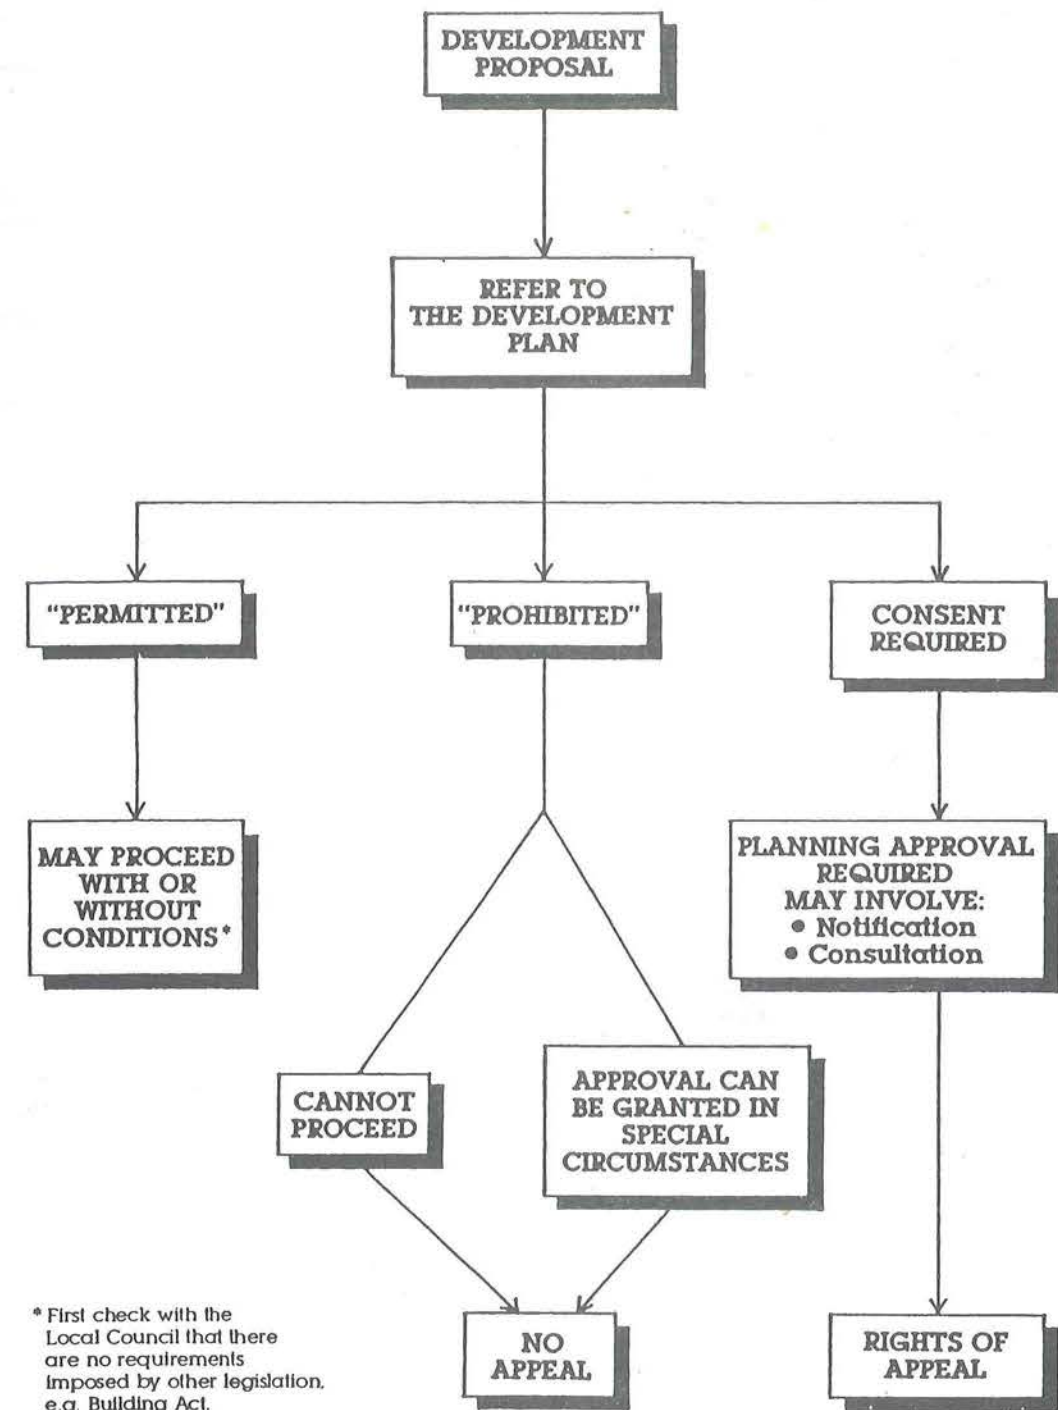 DEVELOPMENT
PROPOSAL
REFER TO
THE DEVELOPMENT
PLAN
"PERMITTED"
"PROHIBITED"
CONSENT
REQUIRED
MAY PROCEED
WITH OR
WITHOUT
CONDITIONS*
PLANNING APPROVAL
REQUIRED
MAY INVOLVE:
• Notification
• Consultation
CANNOT
PROCEED
APPROVAL CAN
BE GRANTED IN
SPECIAL
CIRCUMSTANCES
NO
APPEAL
RIGHTS OF
APPEAL
* First check with the
Local Council that there
are no requirements
imposed by other legislation,
e.g. Building Act.